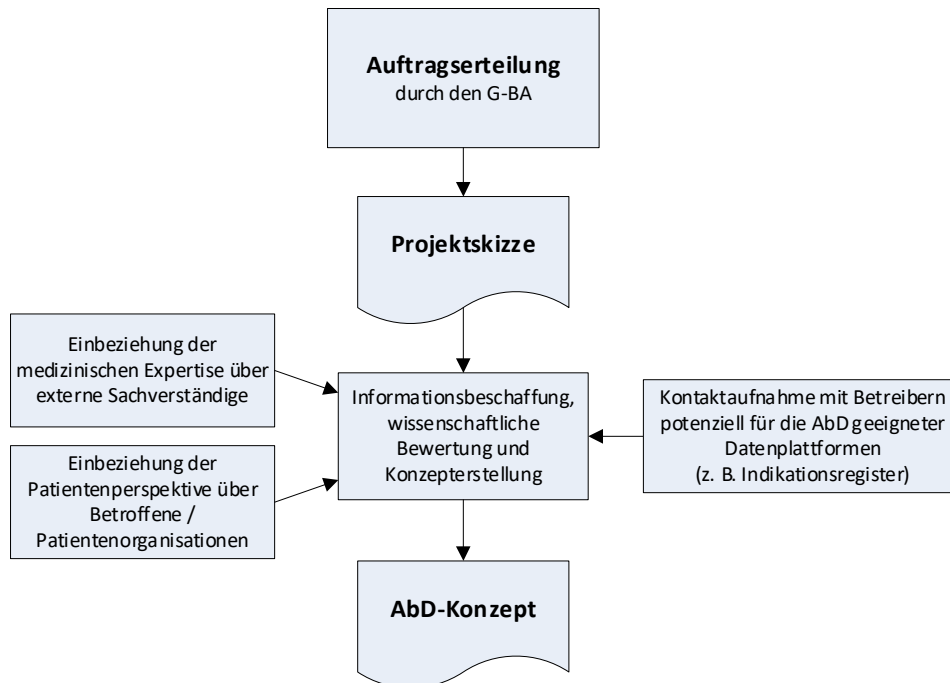 Auftragserteilung
durch den G-BA
Projektskizze
Einbeziehung der
medizinischen Expertise über
externe Sachverständige
Einbeziehung der
Patientenperspektive über
Betroffene /
Patientenorganisationen
Informationsbeschaffung,
wissenschaftliche
Bewertung und
Konzepterstellung
Kontaktaufnahme mit Betreibern
potenziell für die AbD geeigneter
Datenplattformen
(z. B. Indikationsregister)
AbD-Konzept